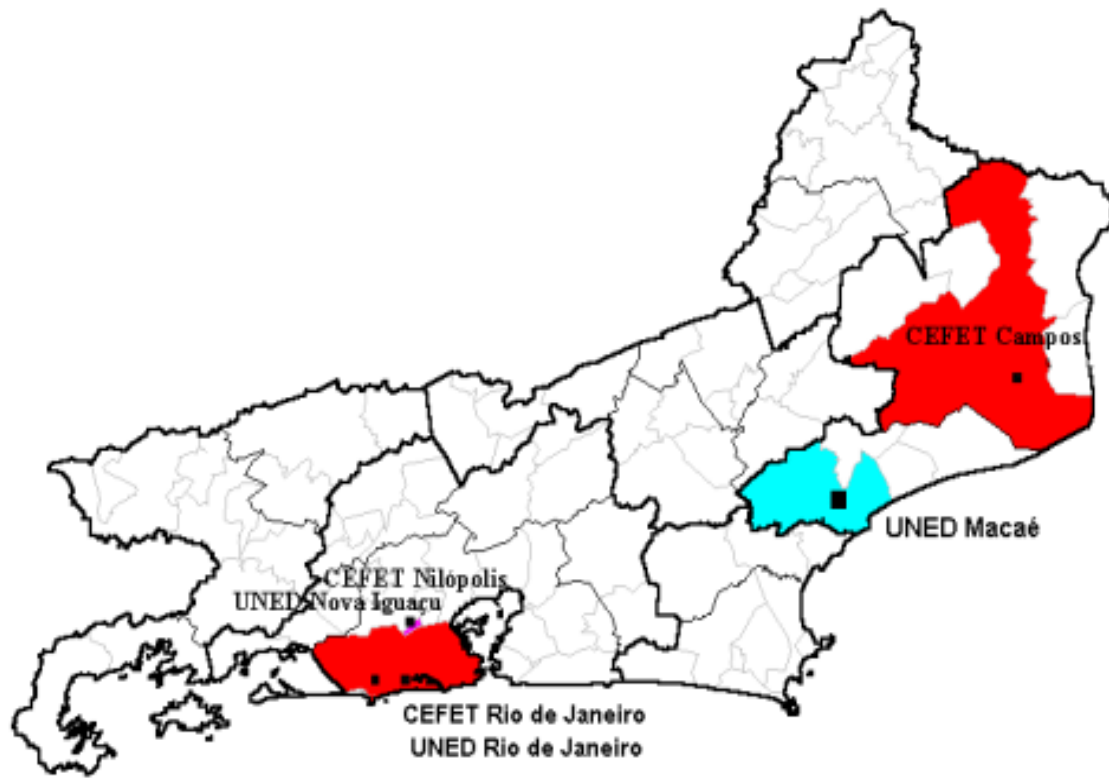 CEFET Campos
UNED Macaé
CEFET Nilópolis
UNED Nova Iguaçu
CEFET Rio de Janeiro
UNED Rio de Janeiro